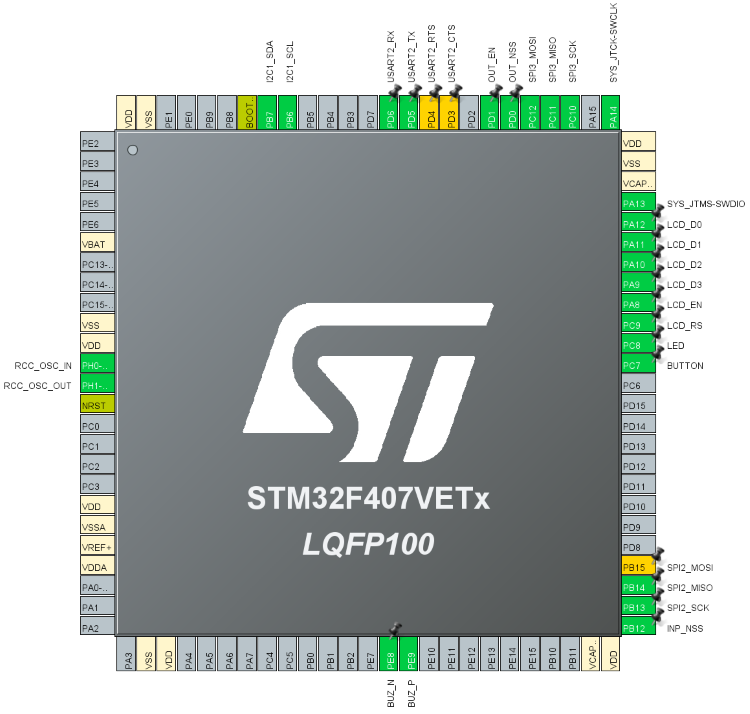 I2C1_SDA
I2C1_SCL
USART2_RX
USART2_TX
USART2_RTS
USART2_CTS
OUT_EN
OUT_NSS
SPI3_MOSI
SPI3_MISO
SPI3_SCK
SYS_JTCK-SWCLK
VDD
VSS
PE1
PE0
PB9
PB8
BOOT..
PB7
PB6
PB5
PB4
PB3
PD7
PD6
PD5
PD4
PD3
PD2
PD1
PD0
PC12
PC11
PC10
PA15
PA14
PE2
PE3
PE4
PE5
PE6
VBAT
PC13-..
PC14-..
PC15-..
VSS
VDD
RCC_OSC_IN PH0-..
RCC_OSC_OUT PH1-..
NRST
PC0
PC1
PC2
PC3
VDD
VSSA
VREF+
VDDA
PA0-..
PA1
PA2
STM32F407VETx
LQFP100
VDD
VSS
VCAP..
PA13 SYS_JTMS-SWDIO
PA12 LCD_D0
PA11 LCD_D1
PA10 LCD_D2
PA9 LCD_D3
PA8 LCD_EN
PC9 LCD_RS
PC8 LED
PC7 BUTTON
PC6
PD15
PD14
PD13
PD12
PD11
PD10
PD9
PD8
PB15 SPI2_MOSI
PB14 SPI2_MISO
PB13 SPI2_SCK
PB12 INP_NSS
PA3
VSS
VDD
PA4
PA5
PA6
PA7
PC4
PC5
PB0
PB1
PB2
PE7
PE8
PE9
PE10
PE11
PE12
PE13
PE14
PE15
PB10
PB11
VCAP..
VDD
BUZ_N
BUZ_P